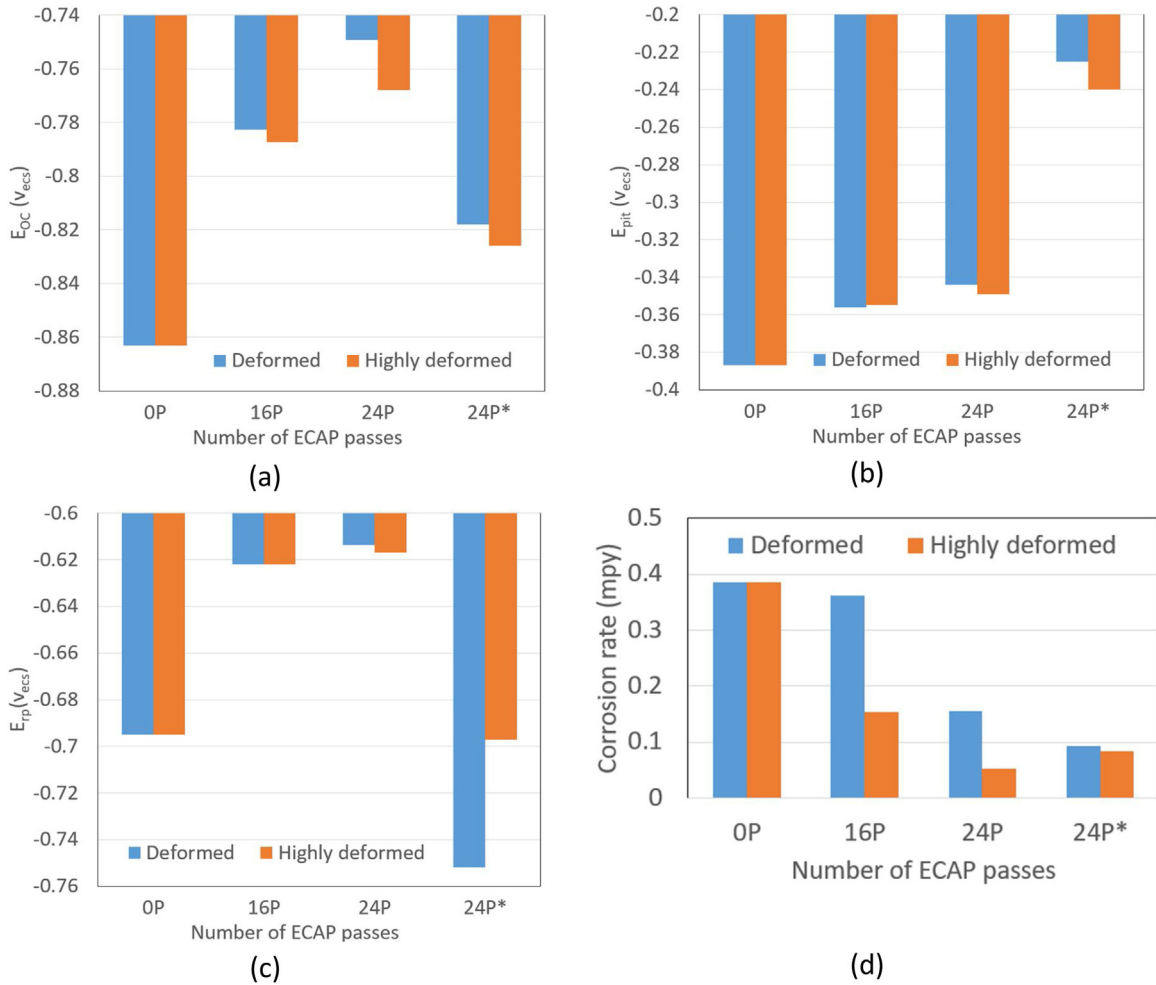 -0.74
-0.76
-0.78
-0.8
-0.82
-0.84
-0.86
-0.88
E_OC (v_ecs)
Deformed Highly deformed
0P 16P 24P 24P*
Number of ECAP passes
(a)
-0.2
-0.22
-0.24
-0.26
-0.28
-0.3
-0.32
-0.34
-0.36
-0.38
-0.4
E_pit (v_ecs)
Deformed Highly deformed
0P 16P 24P 24P*
Number of ECAP passes
(b)
-0.6
-0.62
-0.64
-0.66
-0.68
-0.7
-0.72
-0.74
-0.76
E_rp(v_ecs)
Deformed Highly deformed
0P 16P 24P 24P*
Number of ECAP passes
(c)
0.5
0.4
0.3
0.2
0.1
0
Corrosion rate (mpy)
Deformed Highly deformed
0P 16P 24P 24P*
Number of ECAP passes
(d)